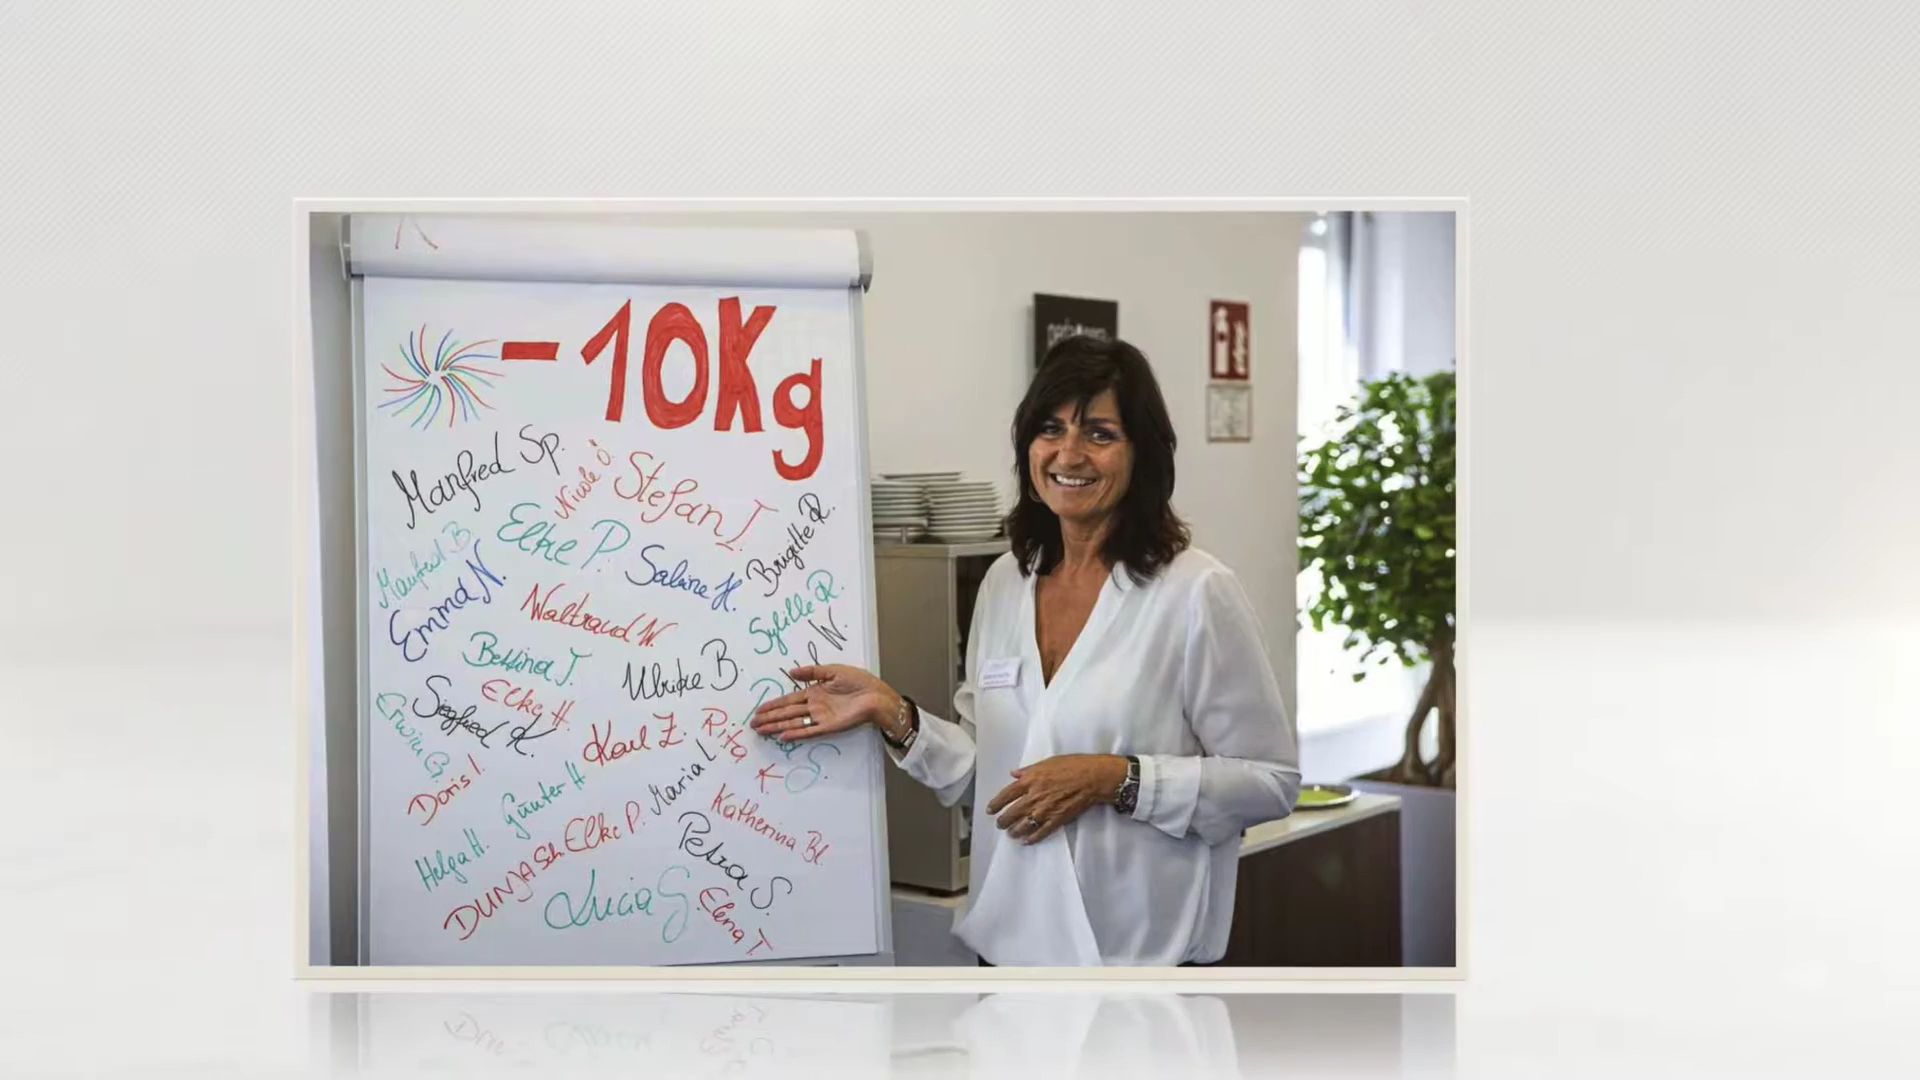 -10Kg
Manfred Sp.
Nicole Ö.
Stefan T.
Manfred B.
Elke P.
Sabine H.
Brigitte R.
Emma N.
Waltraud W.
Sybille R.
Bettina T.
Ulrike B.
W.
Erwin G.
Siegfried K.
Elke H.
Karl Z.
Rita K.
S.
Doris I.
Günter H.
Maria L.
Katherina Bl.
Helga H.
DUNJA Sch
Elke P.
Petra S.
Lucia G.
Elena T.